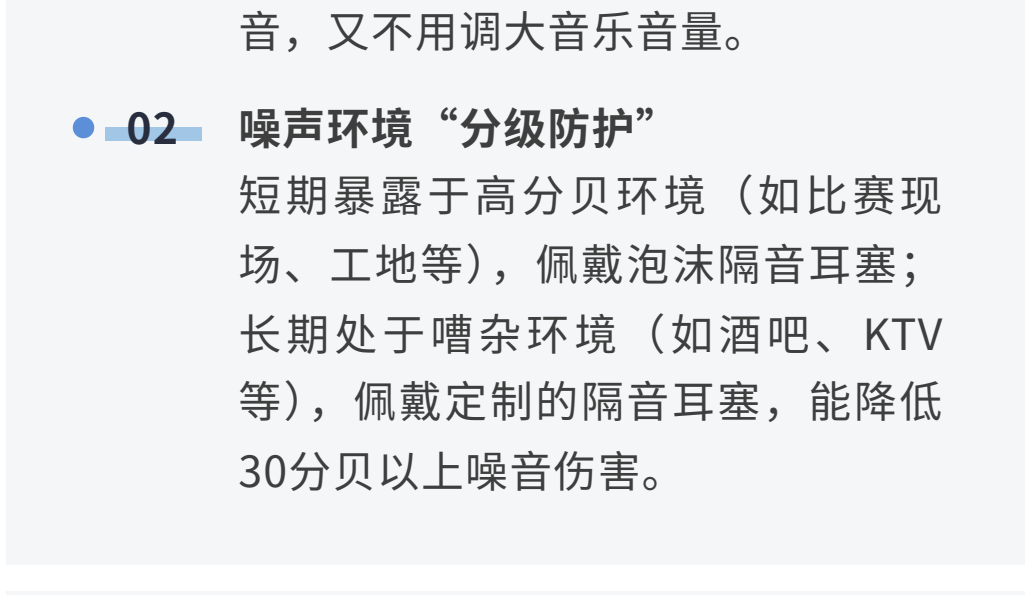 音，又不用调大音乐音量。
02 噪声环境“分级防护”
短期暴露于高分贝环境（如比赛现
场、工地等），佩戴泡沫隔音耳塞；
长期处于嘈杂环境（如酒吧、KTV
等），佩戴定制的隔音耳塞，能降低
30分贝以上噪音伤害。